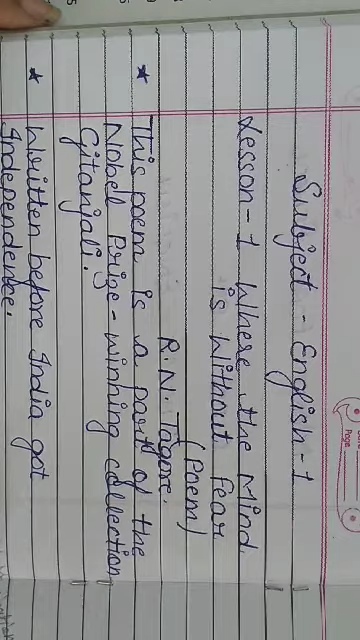 Subject - English-1
Lesson-1 Where the Mind
is without fear
(Poem)
R.N. Tagore.
★ This poem is a part of the
Nobel Prize-winning collection
Gitanjali.
★ Written before India got
Independence.
Page